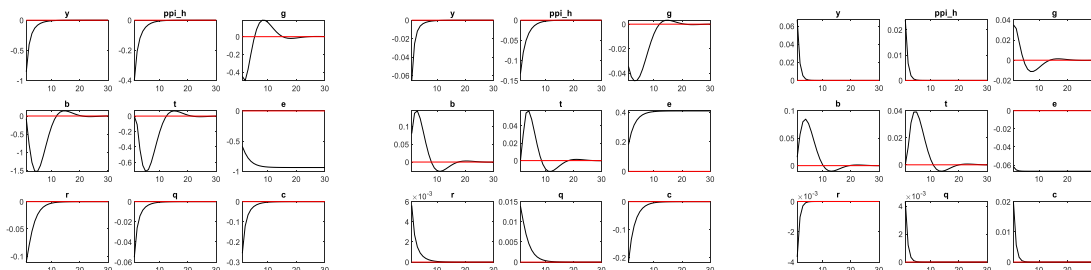 y ppi_h g y ppi_h g y ppi_h g
0 0 0 0 0 0 0.06 0.02 0.04
-0.5 -0.2 -0.2 -0.02 -0.05 -0.02 0.04 0.01 0.02
-1 -0.4 -0.4 -0.04 -0.1 -0.04 0.02 0 0
-0.06 -0.15 0 -0.02
10 20 30 10 20 30 10 20 30 10 20 30 10 20 30 10 20 30 10 20 30 10 20 30 10 20
b t e b t e b t e
0 0 0 0.1 0.04 0.4 0.1 0.04 0
-0.5 -0.2 -0.5 0.05 0.02 0.2 0.05 0.02 -0.02
-1 -0.4 -1 0 0 0 0 0 -0.04
-1.5 -0.6 -0.06
10 20 30 10 20 30 10 20 30 10 20 30 10 20 30 10 20 30 10 20 30 10 20 30 10 20
r q c r q c r q c
×10⁻³ ×10⁻³ ×10⁻³
0 0 0 6 0.015 0 0 4 0.02
-0.05 -0.02 -0.1 4 0.01 -0.1 -2 2 0.01
-0.1 -0.04 -0.2 2 0.005 -0.2 -4 0 0
-0.06 -0.3 0 0
10 20 30 10 20 30 10 20 30 10 20 30 10 20 30 10 20 30 10 20 30 10 20 30 10 20